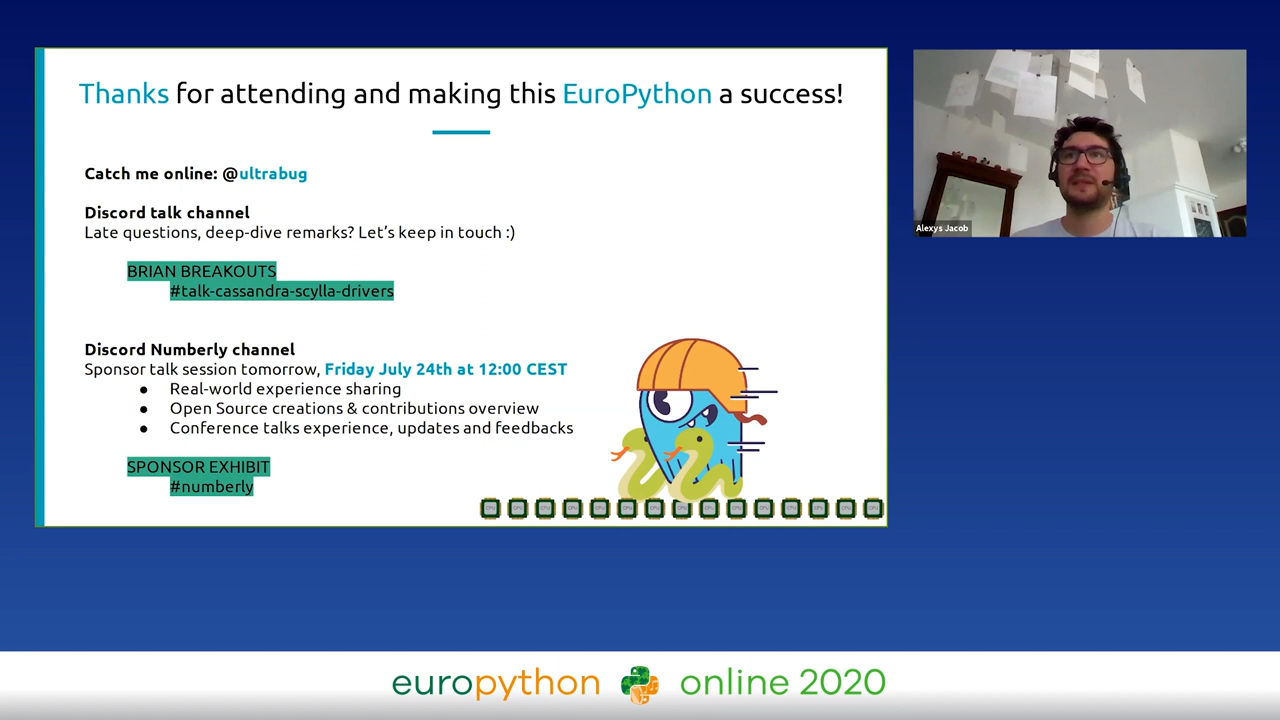 Thanks for attending and making this EuroPython a success!
Catch me online: @ultrabug
Discord talk channel
Late questions, deep-dive remarks? Let's keep in touch :)
BRIAN BREAKOUTS
#talk-cassandra-scylla-drivers
Discord Numberly channel
Sponsor talk session tomorrow, Friday July 24th at 12:00 CEST
● Real-world experience sharing
● Open Source creations & contributions overview
● Conference talks experience, updates and feedbacks
SPONSOR EXHIBIT
#numberly
Alexys Jacob
europython online 2020